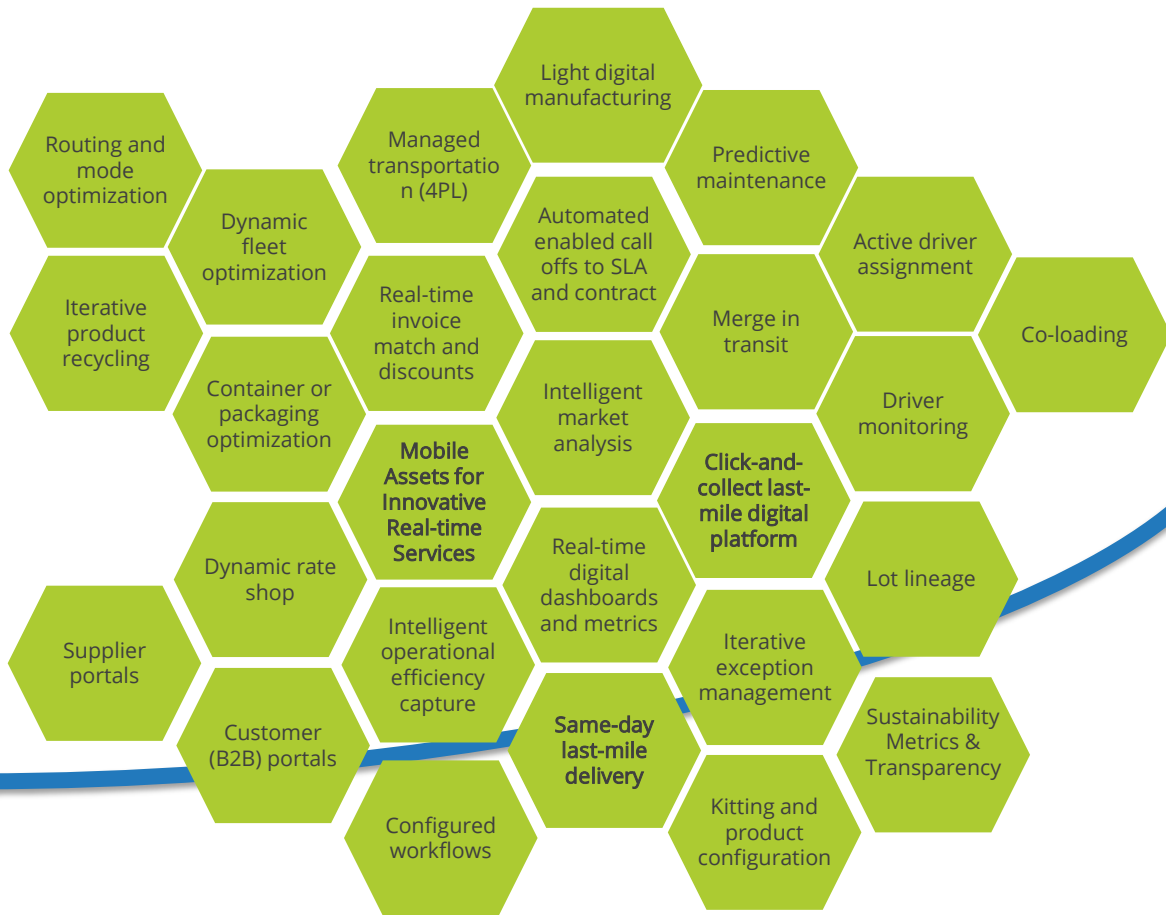 Light digital
manufacturing
Routing and
mode
optimization
Managed
transportatio
n (4PL)
Predictive
maintenance
Dynamic
fleet
optimization
Automated
enabled call
offs to SLA
and contract
Active driver
assignment
Iterative
product
recycling
Real-time
invoice
match and
discounts
Merge in
transit
Co-loading
Container or
packaging
optimization
Intelligent
market
analysis
Driver
monitoring
Mobile
Assets for
Innovative
Real-time
Services
Click-and-
collect last-
mile digital
platform
Dynamic rate
shop
Real-time
digital
dashboards
and metrics
Lot lineage
Supplier
portals
Intelligent
operational
efficiency
capture
Iterative
exception
management
Customer
(B2B) portals
Same-day
last-mile
delivery
Sustainability
Metrics &
Transparency
Configured
workflows
Kitting and
product
configuration